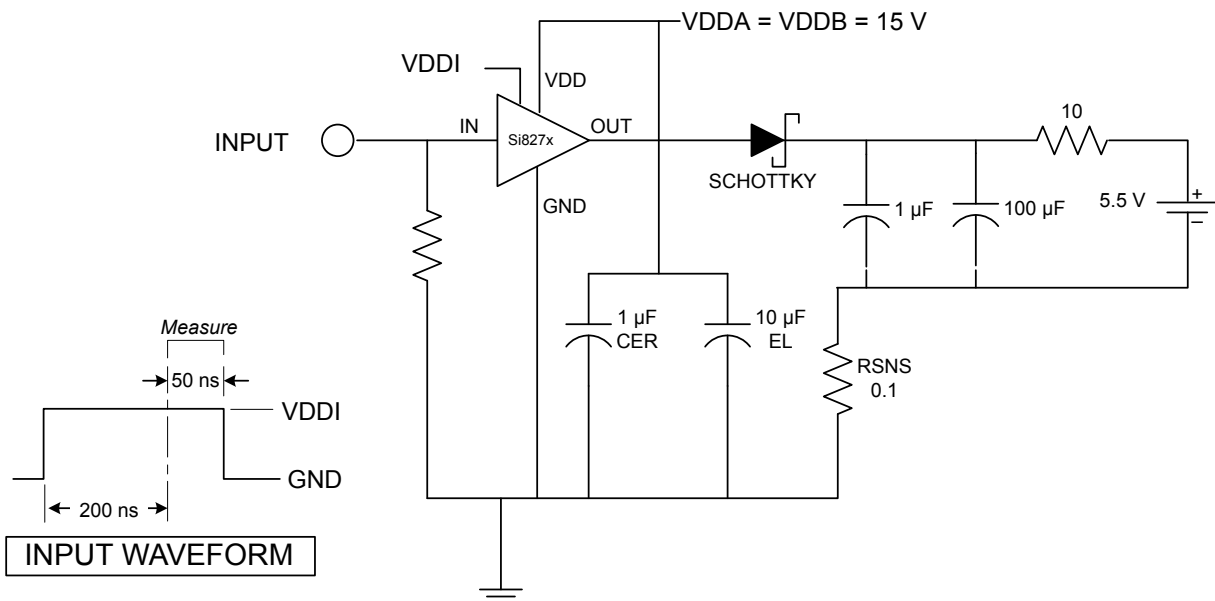 VDDA = VDDB = 15 V
VDDI
VDD
10
INPUT
IN
Si827x
OUT
SCHOTTKY
GND
1 µF
100 µF
5.5 V
+
–
Measure
50 ns
1 µF
CER
10 µF
EL
RSNS
0.1
VDDI
GND
200 ns
INPUT WAVEFORM